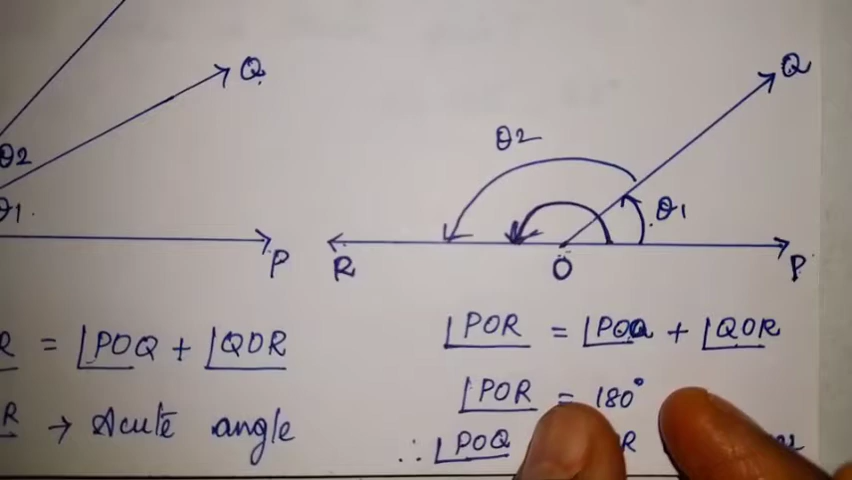 Q
θ2
θ1
P
R = ∠POQ + ∠QOR
R → Acute angle
Q
θ2
θ1
R
O
P
∠POR = ∠POQ + ∠QOR
∠POR = 180°
∴ ∠POQ R